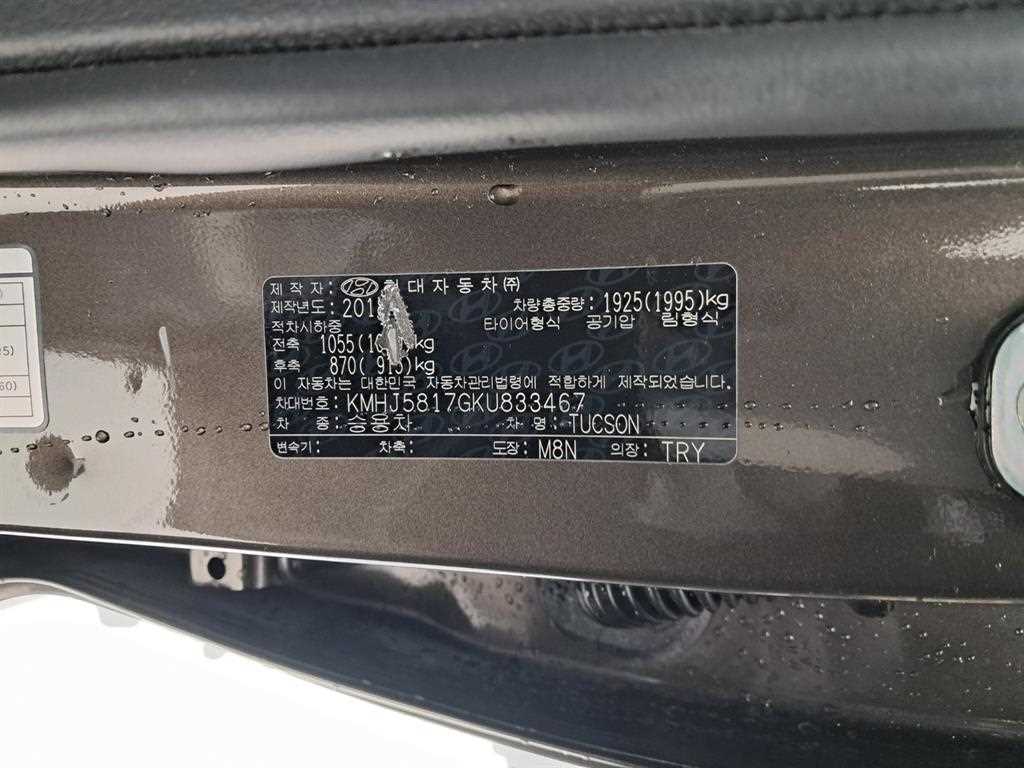 제 작 자: 현대자동차(주)
제작년도: 차량총중량: 1925(1995)kg
적차시하중 타이어형식 공기압 림형식
전축 1055( )kg
후축 870( 915)kg
이 자동차는 대한민국 자동차관리법령에 적합하게 제작되었습니다.
차대번호: KMHJ5817GKU833467
차 종: 승용차 차 명: TUCSON
변속기: 차축: 도장: M8N 의장: TRY
5)
60)